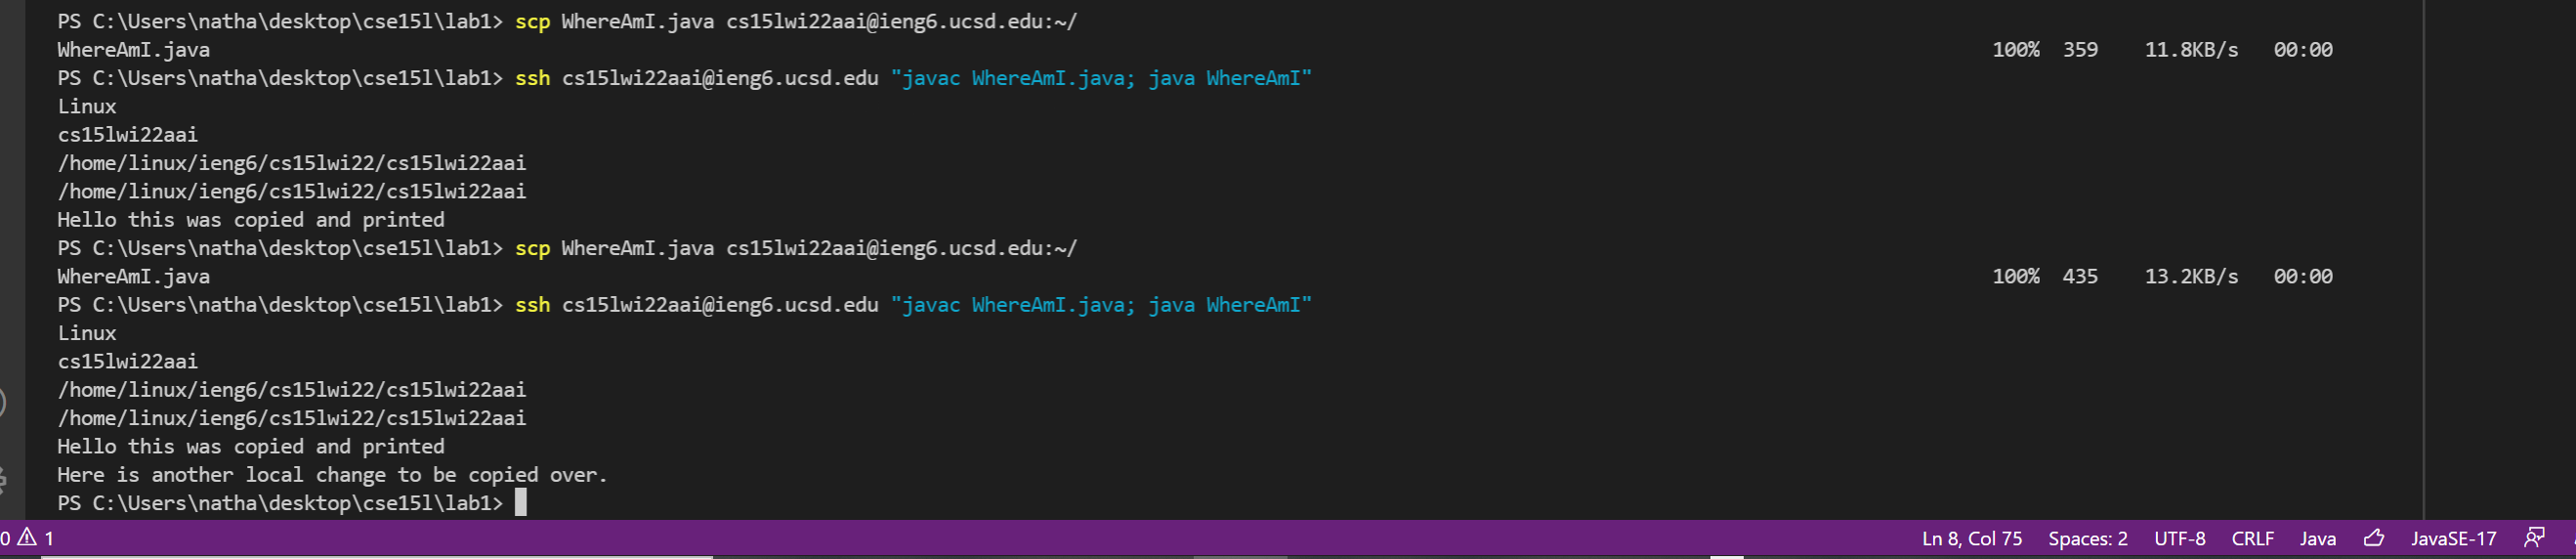 PS C:\Users\natha\desktop\cse15l\lab1> scp WhereAmI.java cs15lwi22aai@ieng6.ucsd.edu:~/
WhereAmI.java 100% 359 11.8KB/s 00:00
PS C:\Users\natha\desktop\cse15l\lab1> ssh cs15lwi22aai@ieng6.ucsd.edu "javac WhereAmI.java; java WhereAmI"
Linux
cs15lwi22aai
/home/linux/ieng6/cs15lwi22/cs15lwi22aai
/home/linux/ieng6/cs15lwi22/cs15lwi22aai
Hello this was copied and printed
PS C:\Users\natha\desktop\cse15l\lab1> scp WhereAmI.java cs15lwi22aai@ieng6.ucsd.edu:~/
WhereAmI.java 100% 435 13.2KB/s 00:00
PS C:\Users\natha\desktop\cse15l\lab1> ssh cs15lwi22aai@ieng6.ucsd.edu "javac WhereAmI.java; java WhereAmI"
Linux
cs15lwi22aai
/home/linux/ieng6/cs15lwi22/cs15lwi22aai
/home/linux/ieng6/cs15lwi22/cs15lwi22aai
Hello this was copied and printed
Here is another local change to be copied over.
PS C:\Users\natha\desktop\cse15l\lab1>
0 1 Ln 8, Col 75 Spaces: 2 UTF-8 CRLF Java JavaSE-17